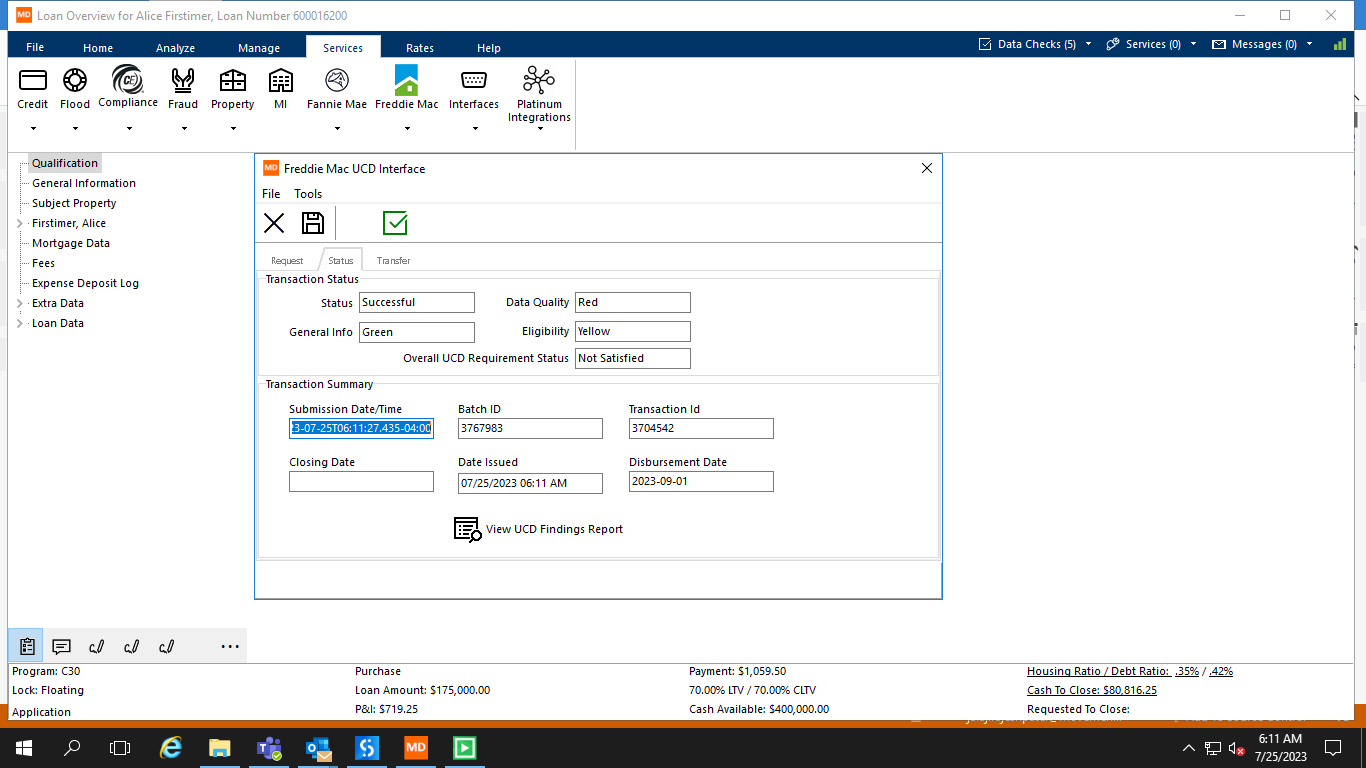 MD Loan Overview for Alice Firstimer, Loan Number 600016200
File Home Analyze Manage Services Rates Help Data Checks (5) Services (0) Messages (0)
Credit Flood Compliance Fraud Property MI Fannie Mae Freddie Mac Interfaces Platinum
Integrations
Qualification
General Information
Subject Property
Firstimer, Alice
Mortgage Data
Fees
Expense Deposit Log
Extra Data
Loan Data
MD Freddie Mac UCD Interface
File Tools
Request Status Transfer
Transaction Status
Status Successful Data Quality Red
General Info Green Eligibility Yellow
Overall UCD Requirement Status Not Satisfied
Transaction Summary
Submission Date/Time Batch ID Transaction Id
3-07-25T06:11:27.435-04:00 3767983 3704542
Closing Date Date Issued Disbursement Date
07/25/2023 06:11 AM 2023-09-01
View UCD Findings Report
Program: C30 Purchase Payment: $1,059.50 Housing Ratio / Debt Ratio: .35% / .42%
Lock: Floating Loan Amount: $175,000.00 70.00% LTV / 70.00% CLTV Cash To Close: $80,816.25
Application P&I: $719.25 Cash Available: $400,000.00 Requested To Close:
MD
6:11 AM
7/25/2023